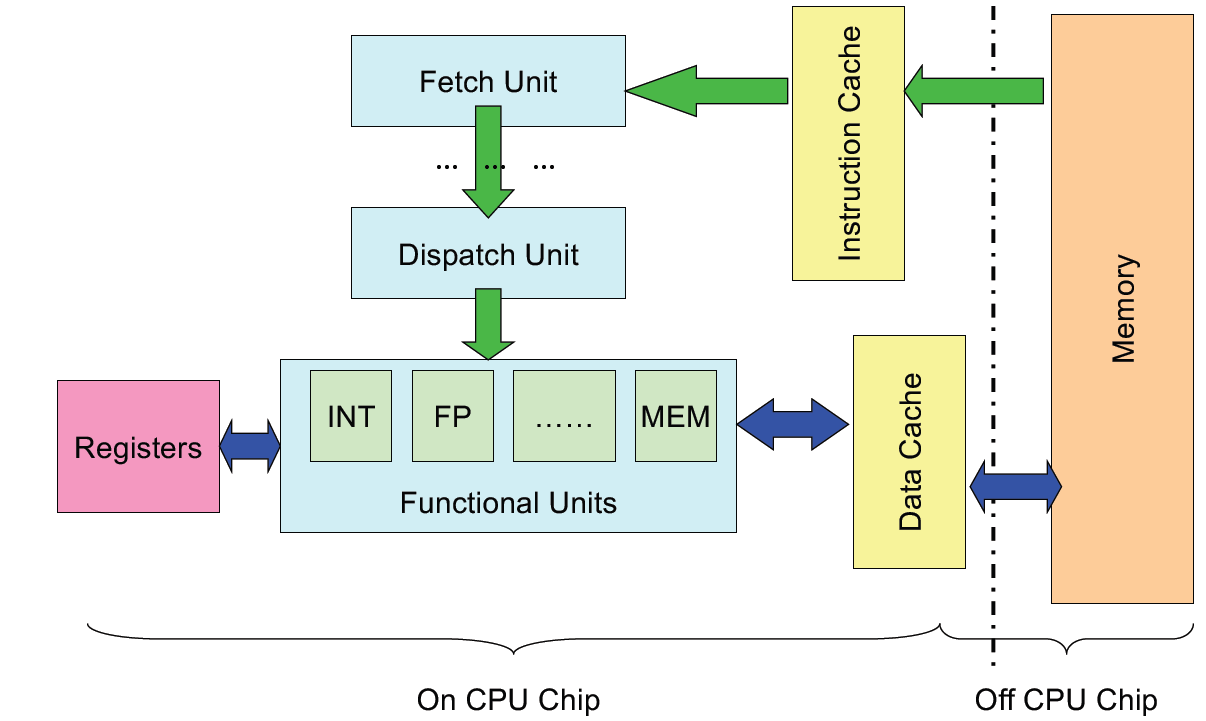 Fetch Unit
... ... ...
Dispatch Unit
Instruction Cache
Memory
Registers
INT
FP
......
MEM
Functional Units
Data Cache
On CPU Chip
Off CPU Chip